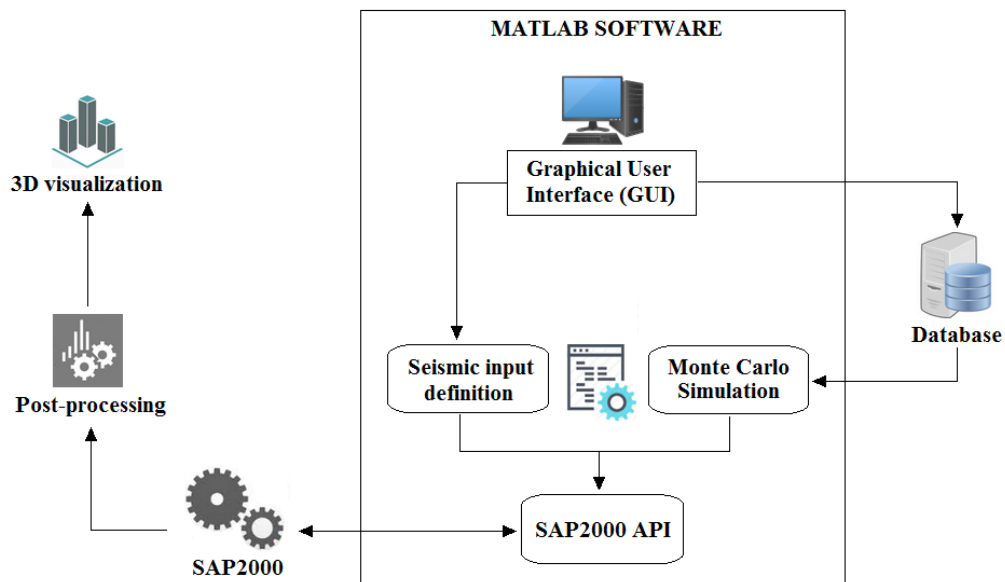 MATLAB SOFTWARE
Graphical User
Interface (GUI)
3D visualization
Database
Seismic input
definition
Monte Carlo
Simulation
Post-processing
SAP2000 API
SAP2000